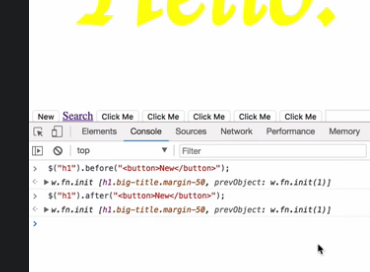 Hello.
New Search Click Me Click Me Click Me Click Me Click Me
Elements Console Sources Network Performance Memory
top ▼ Filter
> $("h1").before("<button>New</button>");
< ▶ w.fn.init [h1.big-title.margin-50, prevObject: w.fn.init(1)]
> $("h1").after("<button>New</button>");
< ▶ w.fn.init [h1.big-title.margin-50, prevObject: w.fn.init(1)]
>